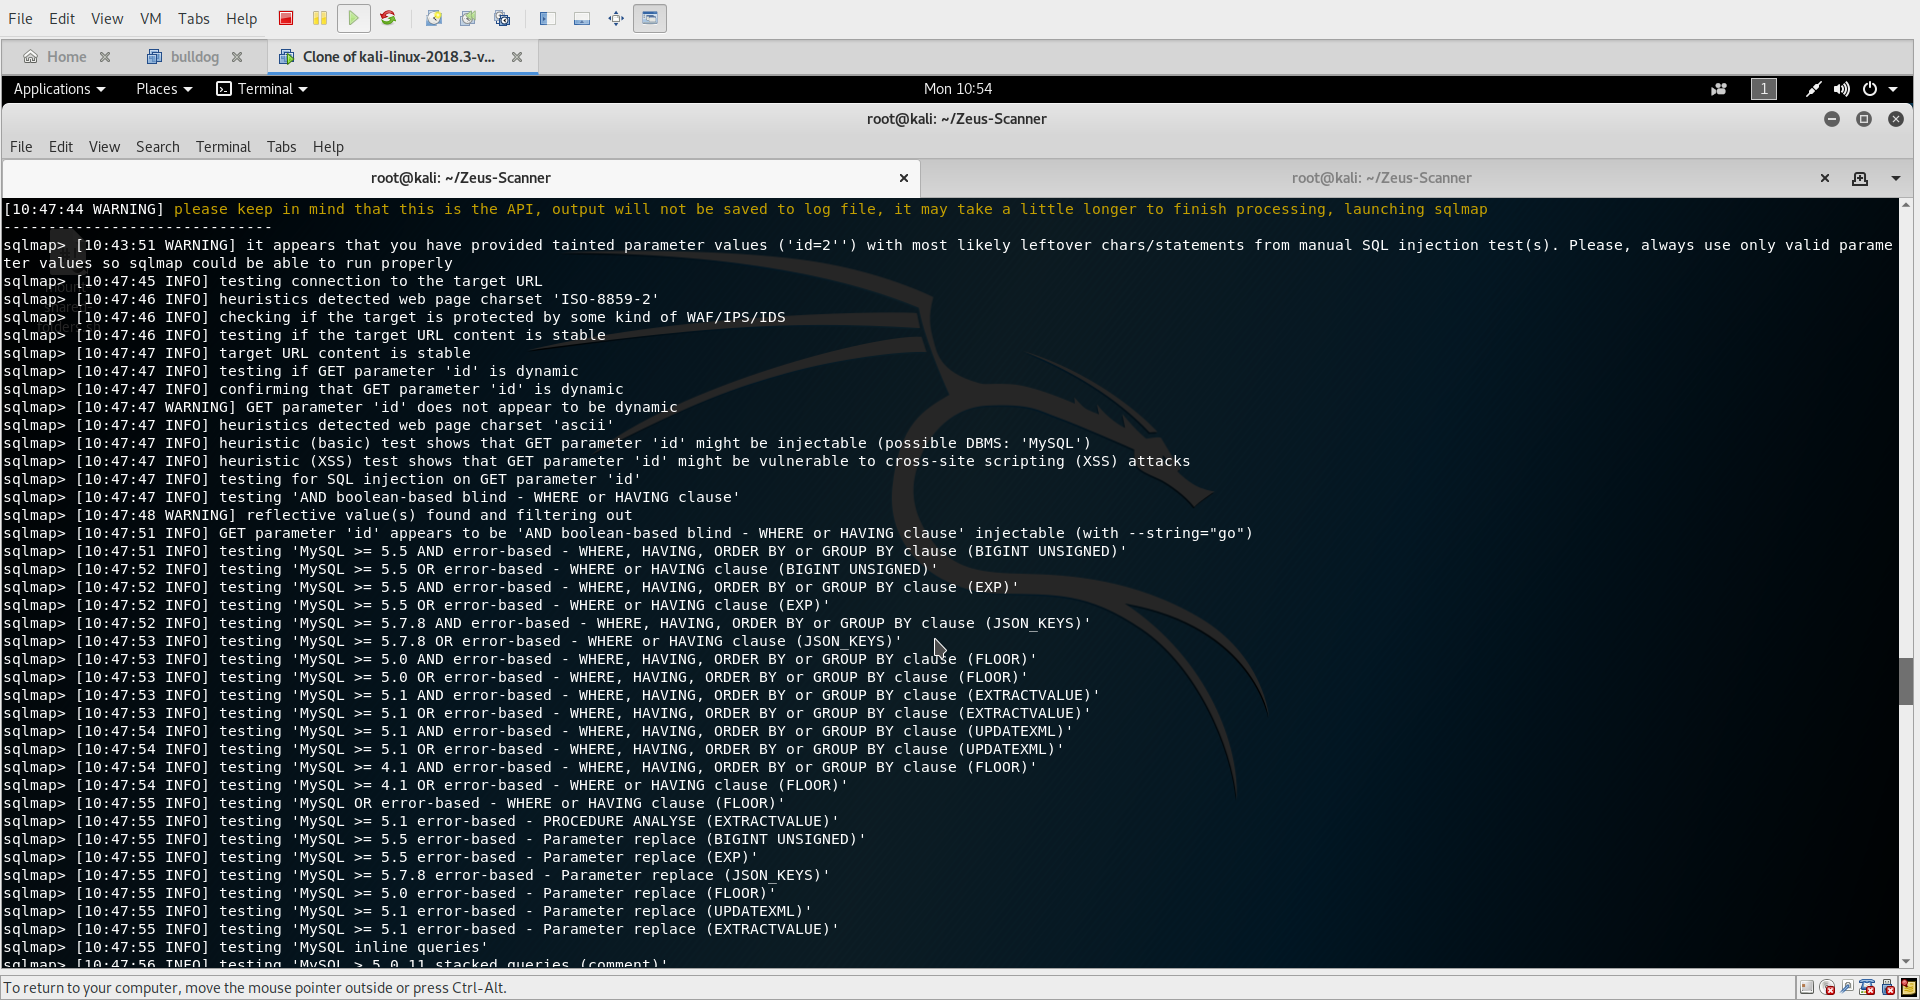 File Edit View VM Tabs Help
Home bulldog Clone of kali-linux-2018.3-v...
Applications Places Terminal Mon 10:54 1
root@kali: ~/Zeus-Scanner
File Edit View Search Terminal Tabs Help
root@kali: ~/Zeus-Scanner root@kali: ~/Zeus-Scanner
[10:47:44 WARNING] please keep in mind that this is the API, output will not be saved to log file, it may take a little longer to finish processing, launching sqlmap
------------------------------
sqlmap> [10:43:51 WARNING] it appears that you have provided tainted parameter values ('id=2'') with most likely leftover chars/statements from manual SQL injection test(s). Please, always use only valid parame
ter values so sqlmap could be able to run properly
sqlmap> [10:47:45 INFO] testing connection to the target URL
sqlmap> [10:47:46 INFO] heuristics detected web page charset 'ISO-8859-2'
sqlmap> [10:47:46 INFO] checking if the target is protected by some kind of WAF/IPS/IDS
sqlmap> [10:47:46 INFO] testing if the target URL content is stable
sqlmap> [10:47:47 INFO] target URL content is stable
sqlmap> [10:47:47 INFO] testing if GET parameter 'id' is dynamic
sqlmap> [10:47:47 INFO] confirming that GET parameter 'id' is dynamic
sqlmap> [10:47:47 WARNING] GET parameter 'id' does not appear to be dynamic
sqlmap> [10:47:47 INFO] heuristics detected web page charset 'ascii'
sqlmap> [10:47:47 INFO] heuristic (basic) test shows that GET parameter 'id' might be injectable (possible DBMS: 'MySQL')
sqlmap> [10:47:47 INFO] heuristic (XSS) test shows that GET parameter 'id' might be vulnerable to cross-site scripting (XSS) attacks
sqlmap> [10:47:47 INFO] testing for SQL injection on GET parameter 'id'
sqlmap> [10:47:47 INFO] testing 'AND boolean-based blind - WHERE or HAVING clause'
sqlmap> [10:47:48 WARNING] reflective value(s) found and filtering out
sqlmap> [10:47:51 INFO] GET parameter 'id' appears to be 'AND boolean-based blind - WHERE or HAVING clause' injectable (with --string="go")
sqlmap> [10:47:51 INFO] testing 'MySQL >= 5.5 AND error-based - WHERE, HAVING, ORDER BY or GROUP BY clause (BIGINT UNSIGNED)'
sqlmap> [10:47:52 INFO] testing 'MySQL >= 5.5 OR error-based - WHERE or HAVING clause (BIGINT UNSIGNED)'
sqlmap> [10:47:52 INFO] testing 'MySQL >= 5.5 AND error-based - WHERE, HAVING, ORDER BY or GROUP BY clause (EXP)'
sqlmap> [10:47:52 INFO] testing 'MySQL >= 5.5 OR error-based - WHERE or HAVING clause (EXP)'
sqlmap> [10:47:52 INFO] testing 'MySQL >= 5.7.8 AND error-based - WHERE, HAVING, ORDER BY or GROUP BY clause (JSON_KEYS)'
sqlmap> [10:47:53 INFO] testing 'MySQL >= 5.7.8 OR error-based - WHERE or HAVING clause (JSON_KEYS)'
sqlmap> [10:47:53 INFO] testing 'MySQL >= 5.0 AND error-based - WHERE, HAVING, ORDER BY or GROUP BY clause (FLOOR)'
sqlmap> [10:47:53 INFO] testing 'MySQL >= 5.0 OR error-based - WHERE, HAVING, ORDER BY or GROUP BY clause (FLOOR)'
sqlmap> [10:47:53 INFO] testing 'MySQL >= 5.1 AND error-based - WHERE, HAVING, ORDER BY or GROUP BY clause (EXTRACTVALUE)'
sqlmap> [10:47:53 INFO] testing 'MySQL >= 5.1 OR error-based - WHERE, HAVING, ORDER BY or GROUP BY clause (EXTRACTVALUE)'
sqlmap> [10:47:54 INFO] testing 'MySQL >= 5.1 AND error-based - WHERE, HAVING, ORDER BY or GROUP BY clause (UPDATEXML)'
sqlmap> [10:47:54 INFO] testing 'MySQL >= 5.1 OR error-based - WHERE, HAVING, ORDER BY or GROUP BY clause (UPDATEXML)'
sqlmap> [10:47:54 INFO] testing 'MySQL >= 4.1 AND error-based - WHERE, HAVING, ORDER BY or GROUP BY clause (FLOOR)'
sqlmap> [10:47:54 INFO] testing 'MySQL >= 4.1 OR error-based - WHERE or HAVING clause (FLOOR)'
sqlmap> [10:47:55 INFO] testing 'MySQL OR error-based - WHERE or HAVING clause (FLOOR)'
sqlmap> [10:47:55 INFO] testing 'MySQL >= 5.1 error-based - PROCEDURE ANALYSE (EXTRACTVALUE)'
sqlmap> [10:47:55 INFO] testing 'MySQL >= 5.5 error-based - Parameter replace (BIGINT UNSIGNED)'
sqlmap> [10:47:55 INFO] testing 'MySQL >= 5.5 error-based - Parameter replace (EXP)'
sqlmap> [10:47:55 INFO] testing 'MySQL >= 5.7.8 error-based - Parameter replace (JSON_KEYS)'
sqlmap> [10:47:55 INFO] testing 'MySQL >= 5.0 error-based - Parameter replace (FLOOR)'
sqlmap> [10:47:55 INFO] testing 'MySQL >= 5.1 error-based - Parameter replace (UPDATEXML)'
sqlmap> [10:47:55 INFO] testing 'MySQL >= 5.1 error-based - Parameter replace (EXTRACTVALUE)'
sqlmap> [10:47:55 INFO] testing 'MySQL inline queries'
sqlmap> [10:47:56 INFO] testing 'MySQL > 5.0.11 stacked queries (comment)'
To return to your computer, move the mouse pointer outside or press Ctrl-Alt.